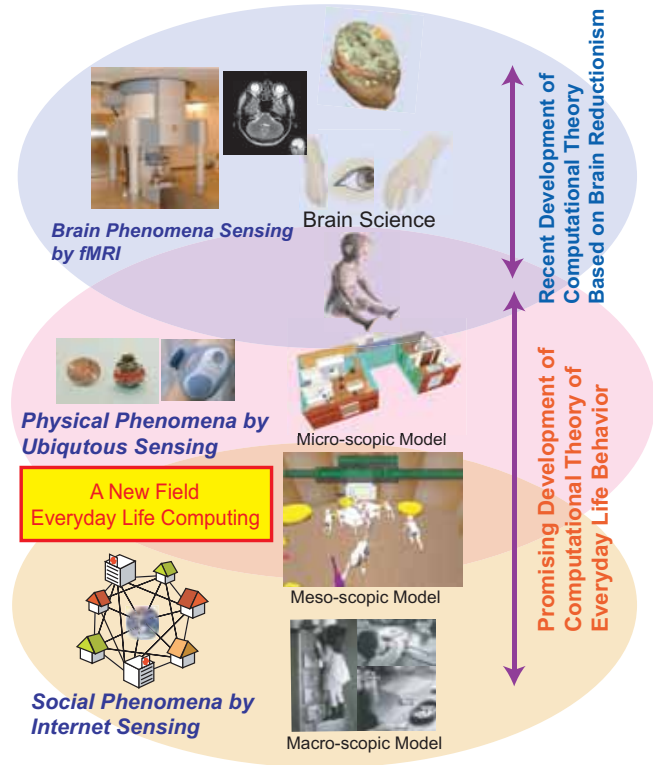 Brain Science
Brain Phenomena Sensing
by fMRI
Recent Development of
Computational Theory
Based on Brain Reductionism
Physical Phenomena by
Ubiqutous Sensing
Micro-scopic Model
A New Field
Everyday Life Computing
Meso-scopic Model
Promising Development of
Computational Theory of
Everyday Life Behavior
Social Phenomena by
Internet Sensing
Macro-scopic Model